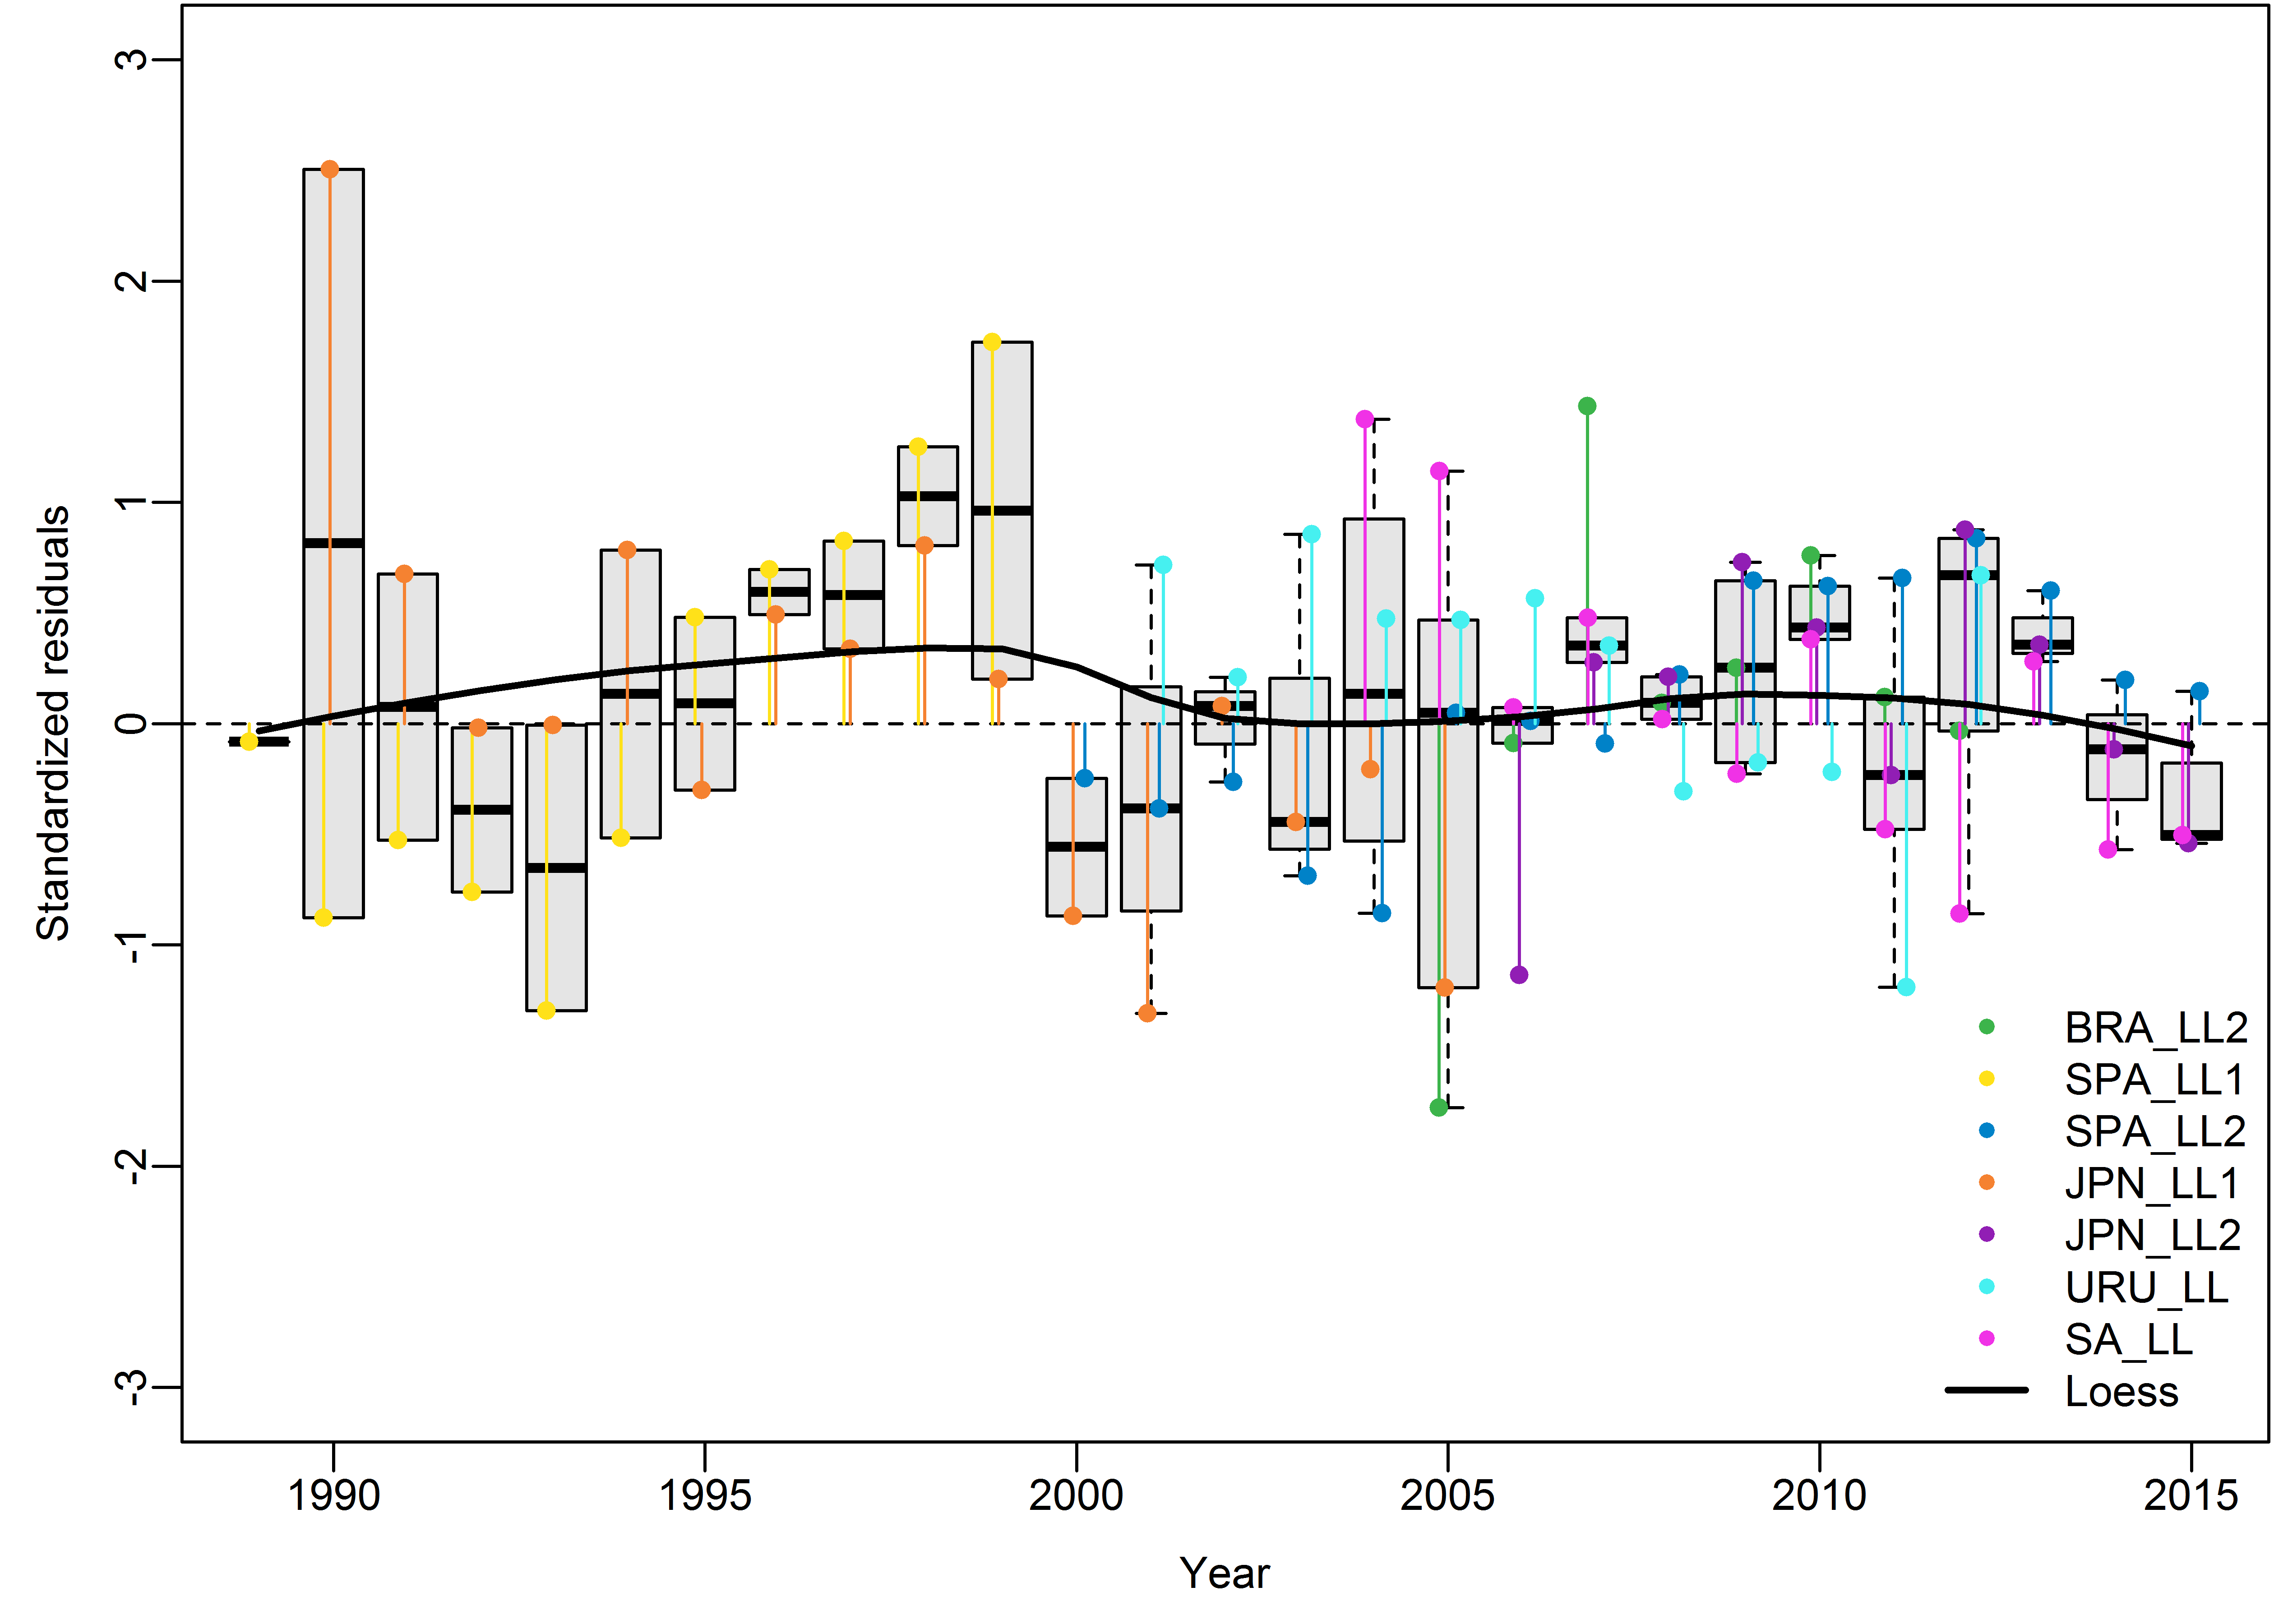 3
2
1
0
-1
-2
-3
Standardized residuals
BRA_LL2
SPA_LL1
SPA_LL2
JPN_LL1
JPN_LL2
URU_LL
SA_LL
Loess
1990 1995 2000 2005 2010 2015
Year